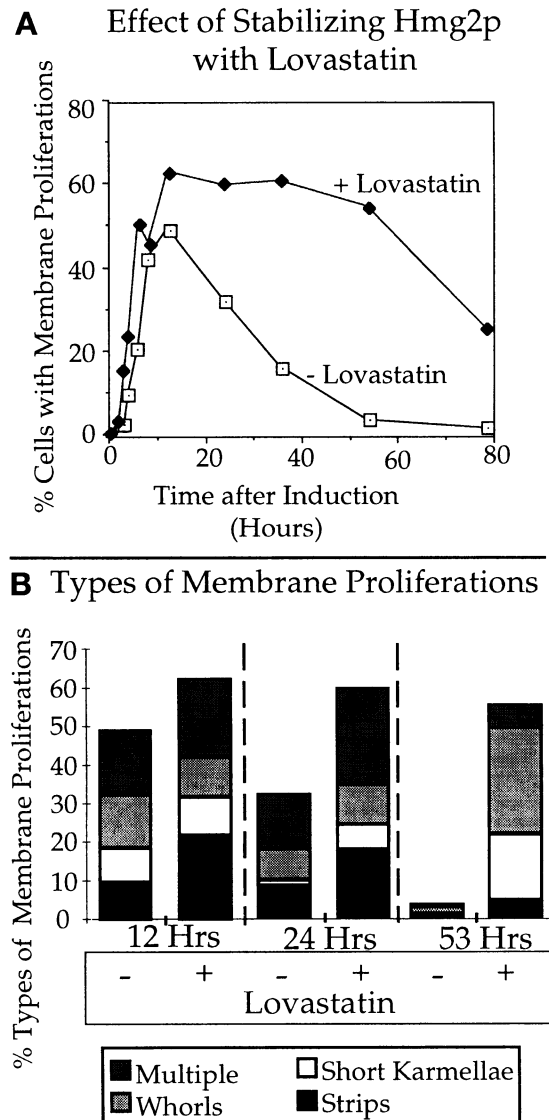 A Effect of Stabilizing Hmg2p
with Lovastatin
% Cells with Membrane Proliferations
80
60
40
20
0
+ Lovastatin
- Lovastatin
0 20 40 60 80
Time after Induction
(Hours)
B Types of Membrane Proliferations
% Types of Membrane Proliferations
70
60
50
40
30
20
10
0
12 Hrs 24 Hrs 53 Hrs
- + - + - +
Lovastatin
Multiple Short Karmellae
Whorls Strips